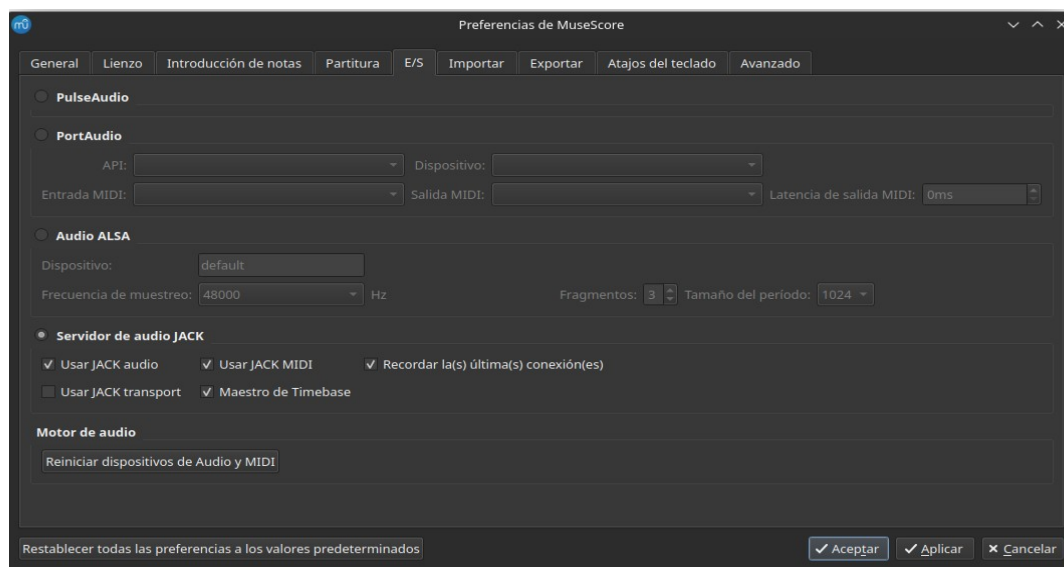 mū
Preferencias de MuseScore
General Lienzo Introducción de notas Partitura E/S Importar Exportar Atajos del teclado Avanzado
PulseAudio
PortAudio
API: Dispositivo:
Entrada MIDI: Salida MIDI: Latencia de salida MIDI: 0ms
Audio ALSA
Dispositivo: default
Frecuencia de muestreo: 48000 Hz Fragmentos: 3 Tamaño del período: 1024
Servidor de audio JACK
Usar JACK audio Usar JACK MIDI Recordar la(s) última(s) conexión(es)
Usar JACK transport Maestro de Timebase
Motor de audio
Reiniciar dispositivos de Audio y MIDI
Restablecer todas las preferencias a los valores predeterminados Aceptar Aplicar Cancelar